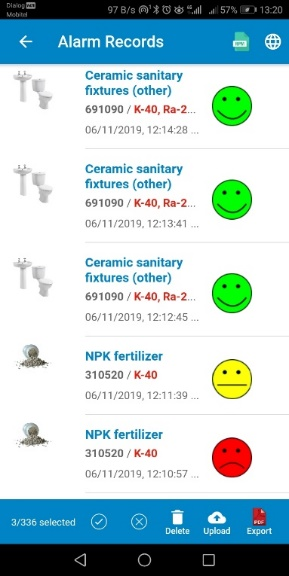 Dialog
Mobitel
97 B/s 57% 13:20
Alarm Records
Ceramic sanitary
fixtures (other)
691090 / K-40, Ra-2...
06/11/2019, 12:14:28 ...
Ceramic sanitary
fixtures (other)
691090 / K-40, Ra-2...
06/11/2019, 12:13:41 ...
Ceramic sanitary
fixtures (other)
691090 / K-40, Ra-2...
06/11/2019, 12:12:45 ...
NPK fertilizer
310520 / K-40
06/11/2019, 12:11:39 ...
NPK fertilizer
310520 / K-40
06/11/2019, 12:10:57 ...
3/336 selected
Delete
Upload
PDF
Export